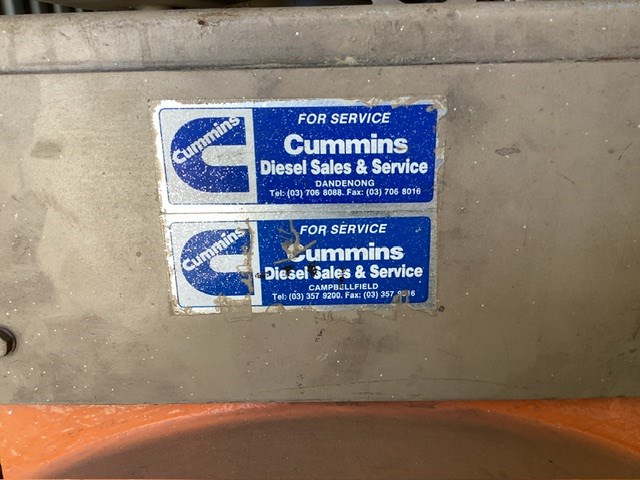 Cummins
FOR SERVICE
Cummins
Diesel Sales & Service
DANDENONG
Tel: (03) 706 8088. Fax: (03) 706 8016
Cummins
FOR SERVICE
Cummins
Diesel Sales & Service
CAMPBELLFIELD
Tel: (03) 357 9200. Fax: (03) 357